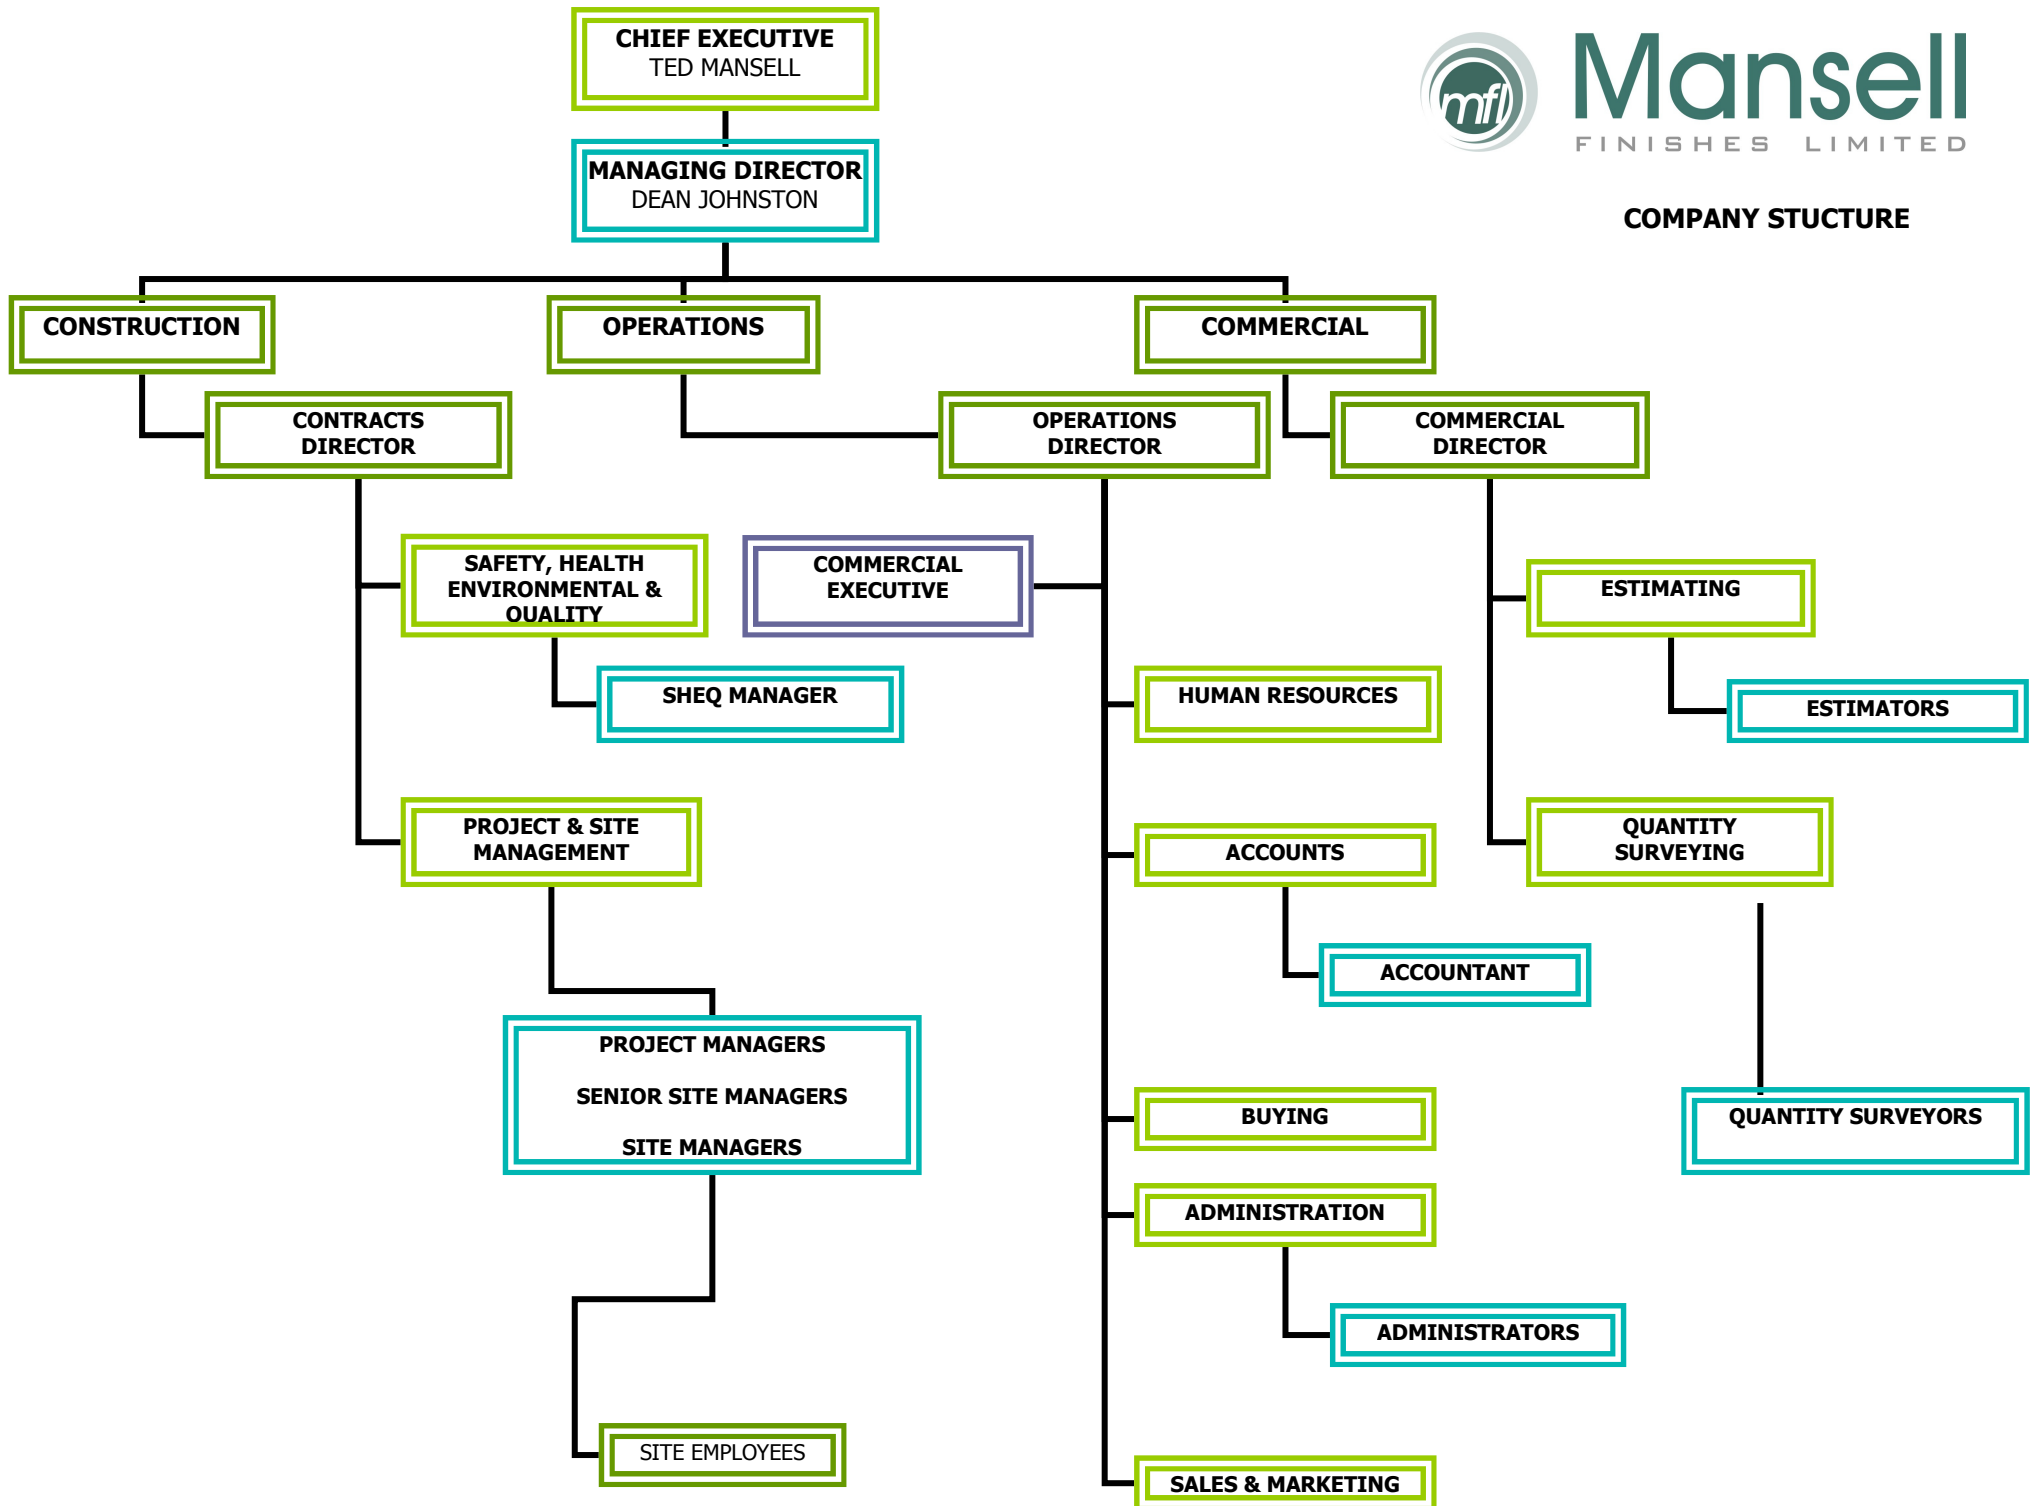 CHIEF EXECUTIVE
TED MANSELL
mfl
Mansell
FINISHES LIMITED
COMPANY STUCTURE
MANAGING DIRECTOR
DEAN JOHNSTON
CONSTRUCTION
OPERATIONS
COMMERCIAL
CONTRACTS
DIRECTOR
OPERATIONS
DIRECTOR
COMMERCIAL
DIRECTOR
SAFETY, HEALTH
ENVIRONMENTAL &
QUALITY
COMMERCIAL
EXECUTIVE
ESTIMATING
SHEQ MANAGER
HUMAN RESOURCES
ESTIMATORS
PROJECT & SITE
MANAGEMENT
ACCOUNTS
QUANTITY
SURVEYING
ACCOUNTANT
PROJECT MANAGERS
SENIOR SITE MANAGERS
SITE MANAGERS
BUYING
QUANTITY SURVEYORS
ADMINISTRATION
ADMINISTRATORS
SITE EMPLOYEES
SALES & MARKETING